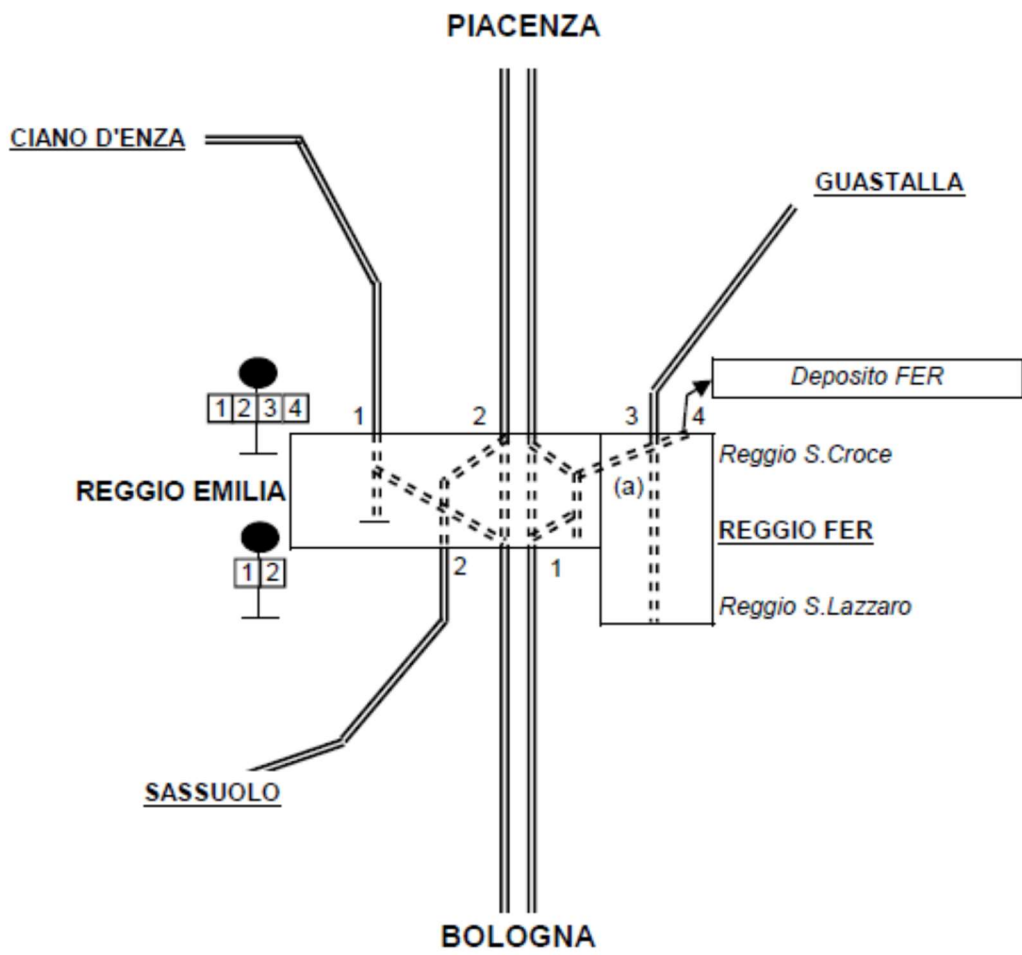 PIACENZA
CIANO D'ENZA
GUASTALLA
Deposito FER
1 2 3 4
1
2
3
4
Reggio S.Croce
REGGIO EMILIA
(a)
REGGIO FER
1 2
2
1
Reggio S.Lazzaro
SASSUOLO
BOLOGNA